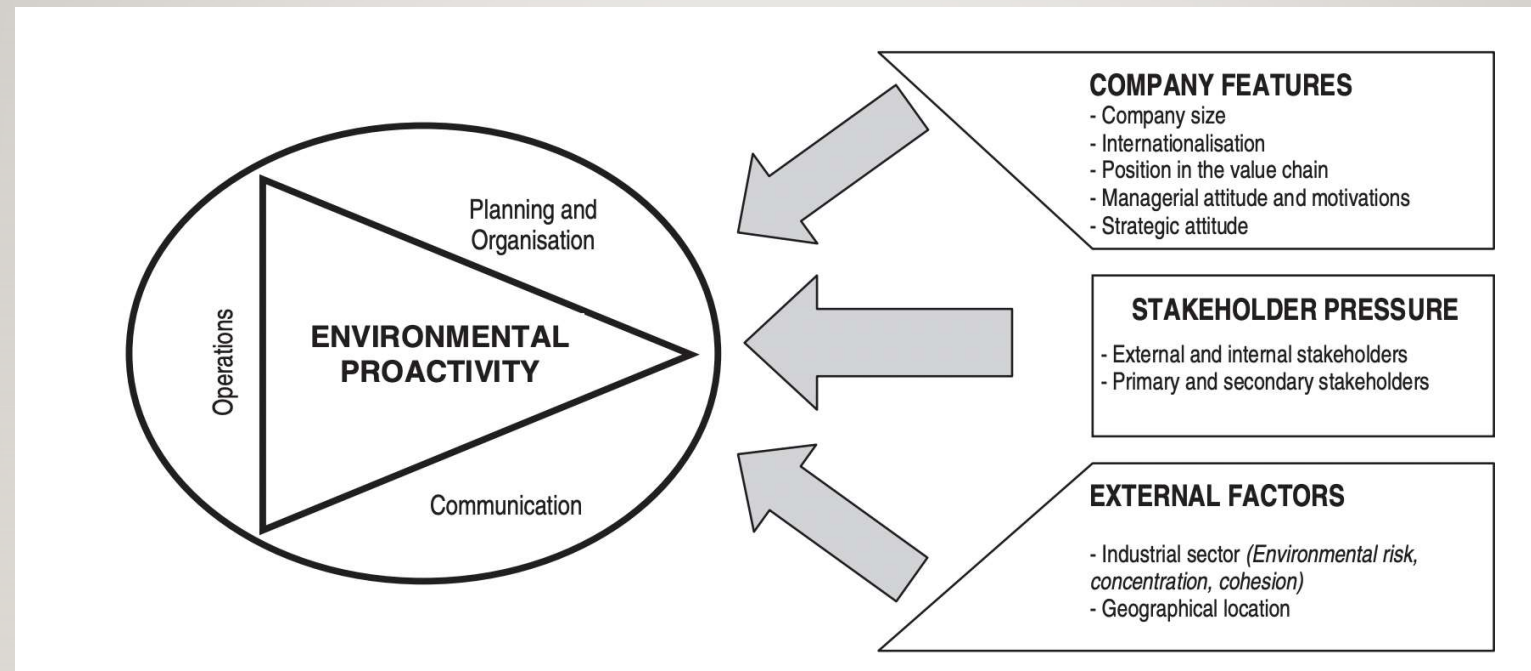 Planning and
Organisation
Operations
ENVIRONMENTAL
PROACTIVITY
Communication
COMPANY FEATURES
- Company size
- Internationalisation
- Position in the value chain
- Managerial attitude and motivations
- Strategic attitude
STAKEHOLDER PRESSURE
- External and internal stakeholders
- Primary and secondary stakeholders
EXTERNAL FACTORS
- Industrial sector (Environmental risk,
concentration, cohesion)
- Geographical location